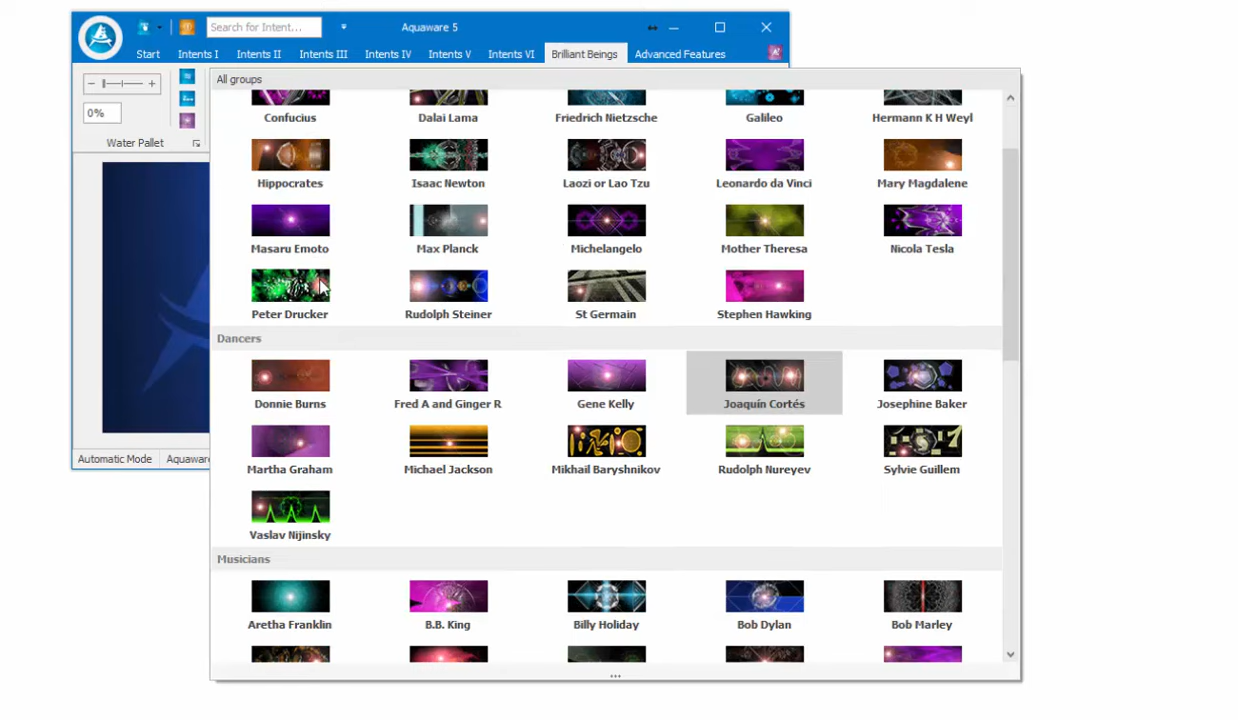 Search for Intent...
Aquaware 5
Start
Intents I
Intents II
Intents III
Intents IV
Intents V
Intents VI
Brilliant Beings
Advanced Features
All groups
0%
Water Pallet
Confucius
Dalai Lama
Friedrich Nietzsche
Galileo
Hermann K H Weyl
Hippocrates
Isaac Newton
Laozi or Lao Tzu
Leonardo da Vinci
Mary Magdalene
Masaru Emoto
Max Planck
Michelangelo
Mother Theresa
Nicola Tesla
Peter Drucker
Rudolph Steiner
St Germain
Stephen Hawking
Dancers
Donnie Burns
Fred A and Ginger R
Gene Kelly
Joaquín Cortés
Josephine Baker
Martha Graham
Michael Jackson
Mikhail Baryshnikov
Rudolph Nureyev
Sylvie Guillem
Vaslav Nijinsky
Musicians
Aretha Franklin
B.B. King
Billy Holiday
Bob Dylan
Bob Marley
Automatic Mode
Aquaware
...